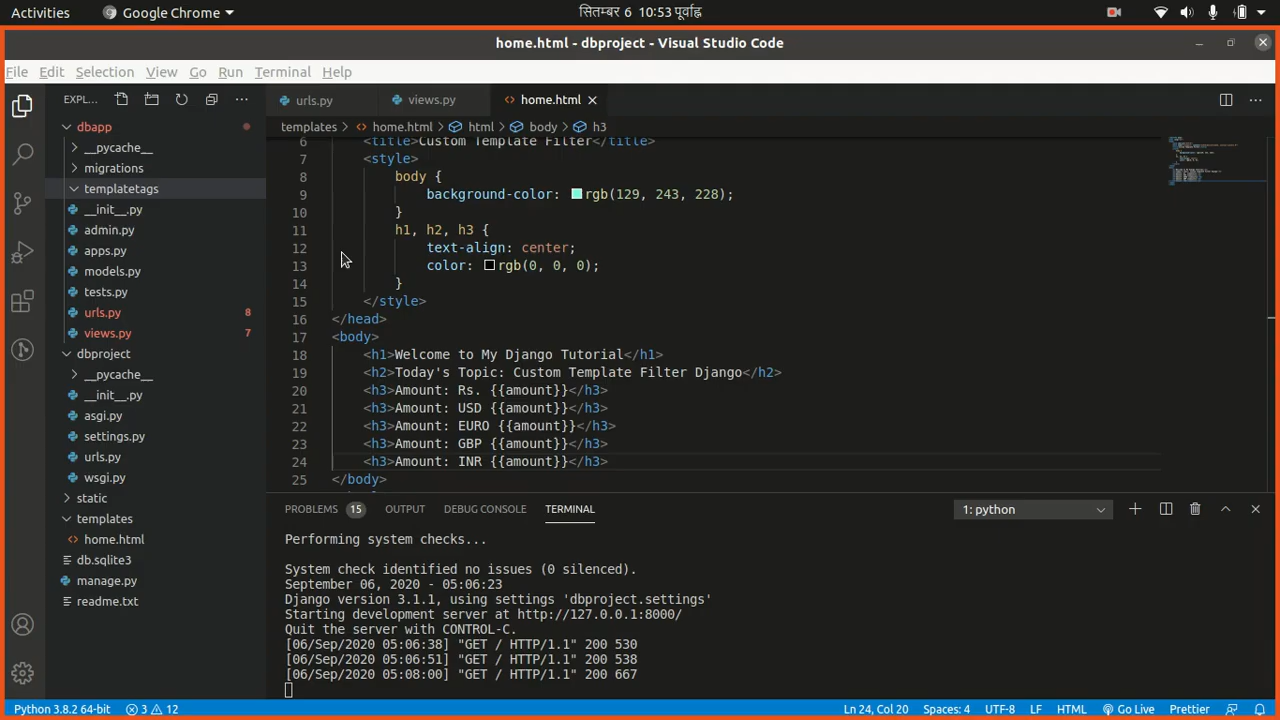 Activities
Google Chrome
सितम्बर 6 10:53 पूर्वाह्न
home.html - dbproject - Visual Studio Code
File Edit Selection View Go Run Terminal Help
EXPL...
urls.py
views.py
home.html
templates > home.html > html > body > h3
dbapp
__pycache__
migrations
templatetags
__init__.py
admin.py
apps.py
models.py
tests.py
urls.py 8
views.py 7
dbproject
__pycache__
__init__.py
asgi.py
settings.py
urls.py
wsgi.py
static
templates
home.html
db.sqlite3
manage.py
readme.txt
6 <title>Custom Template Filter</title>
7 <style>
8 body {
9 background-color: rgb(129, 243, 228);
10 }
11 h1, h2, h3 {
12 text-align: center;
13 color: rgb(0, 0, 0);
14 }
15 </style>
16 </head>
17 <body>
18 <h1>Welcome to My Django Tutorial</h1>
19 <h2>Today's Topic: Custom Template Filter Django</h2>
20 <h3>Amount: Rs. {{amount}}</h3>
21 <h3>Amount: USD {{amount}}</h3>
22 <h3>Amount: EURO {{amount}}</h3>
23 <h3>Amount: GBP {{amount}}</h3>
24 <h3>Amount: INR {{amount}}</h3>
25 </body>
PROBLEMS 15 OUTPUT DEBUG CONSOLE TERMINAL
1: python
Performing system checks...
System check identified no issues (0 silenced).
September 06, 2020 - 05:06:23
Django version 3.1.1, using settings 'dbproject.settings'
Starting development server at http://127.0.0.1:8000/
Quit the server with CONTROL-C.
[06/Sep/2020 05:06:38] "GET / HTTP/1.1" 200 530
[06/Sep/2020 05:06:51] "GET / HTTP/1.1" 200 538
[06/Sep/2020 05:08:00] "GET / HTTP/1.1" 200 667
Python 3.8.2 64-bit 3 12 Ln 24, Col 20 Spaces: 4 UTF-8 LF HTML Go Live Prettier